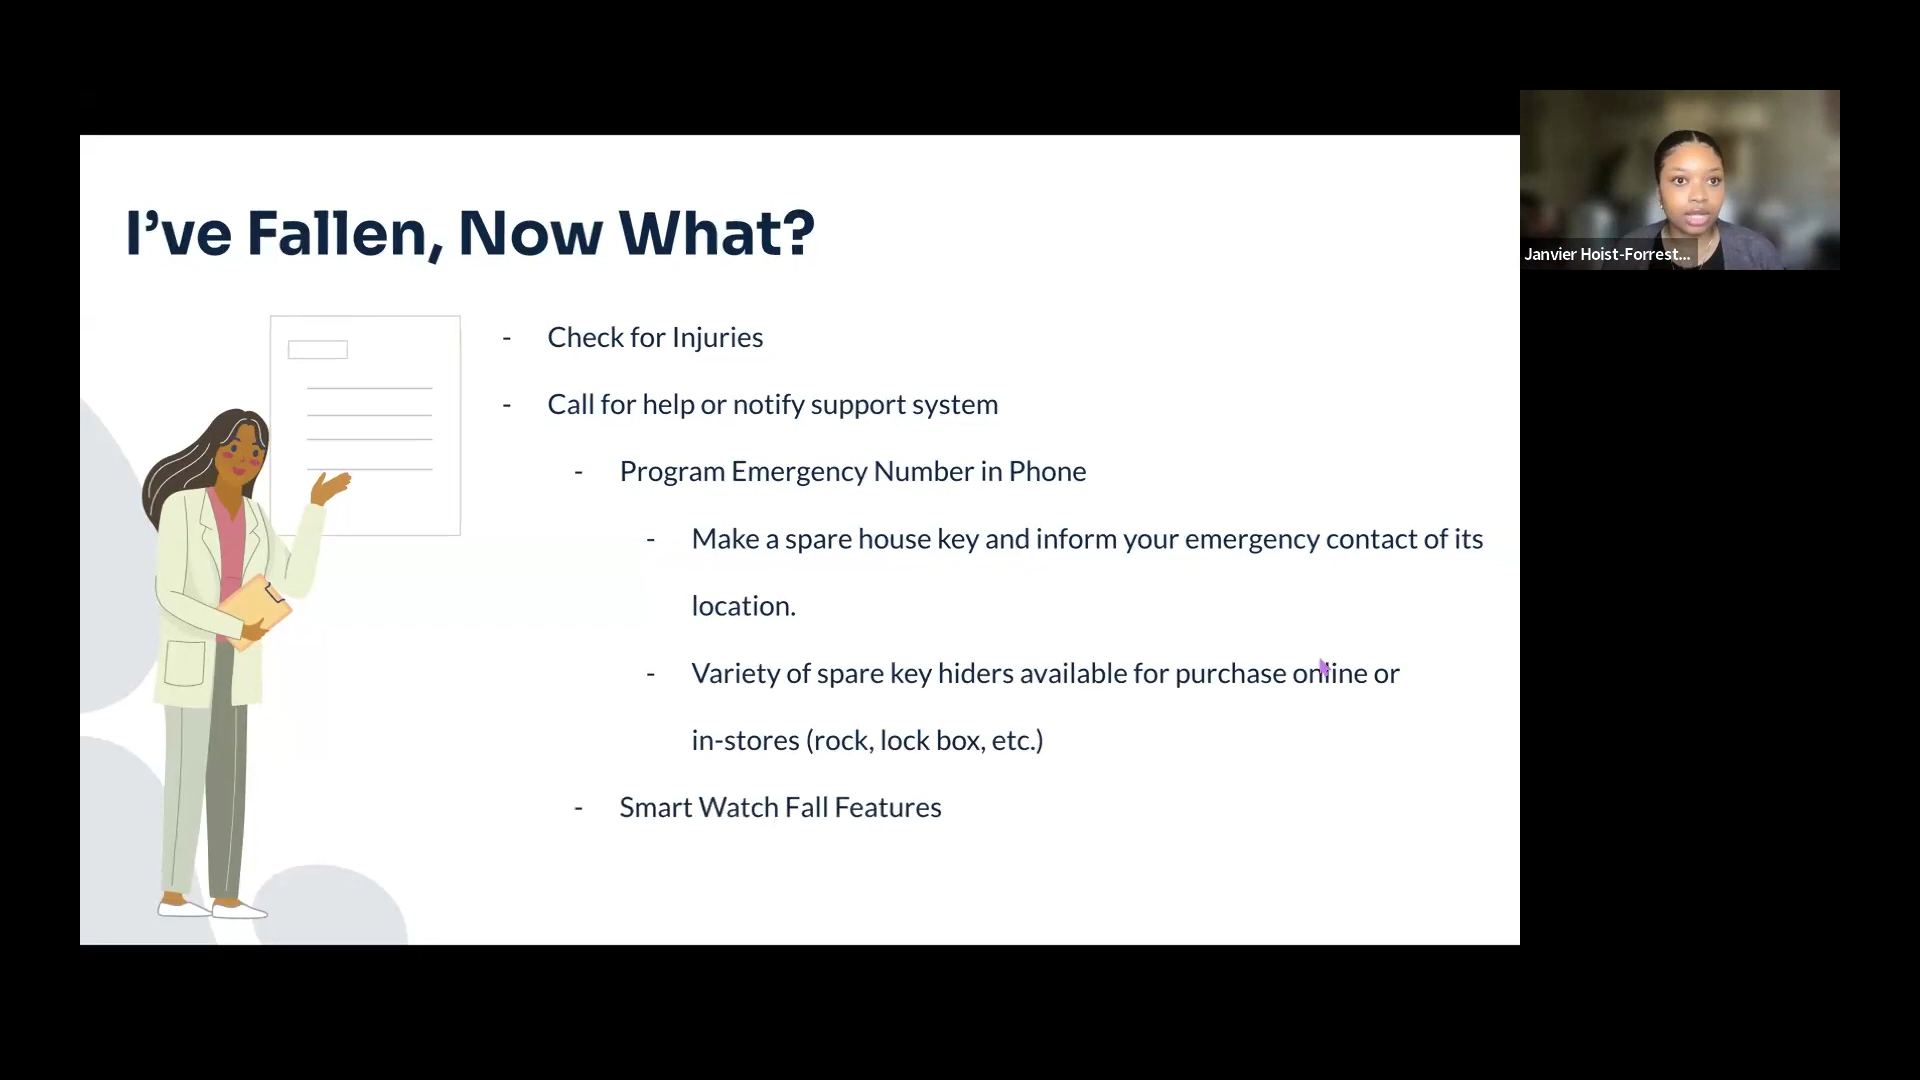 I've Fallen, Now What?
- Check for Injuries
- Call for help or notify support system
- Program Emergency Number in Phone
- Make a spare house key and inform your emergency contact of its
location.
- Variety of spare key hiders available for purchase online or
in-stores (rock, lock box, etc.)
- Smart Watch Fall Features
Janvier Hoist-Forrest...